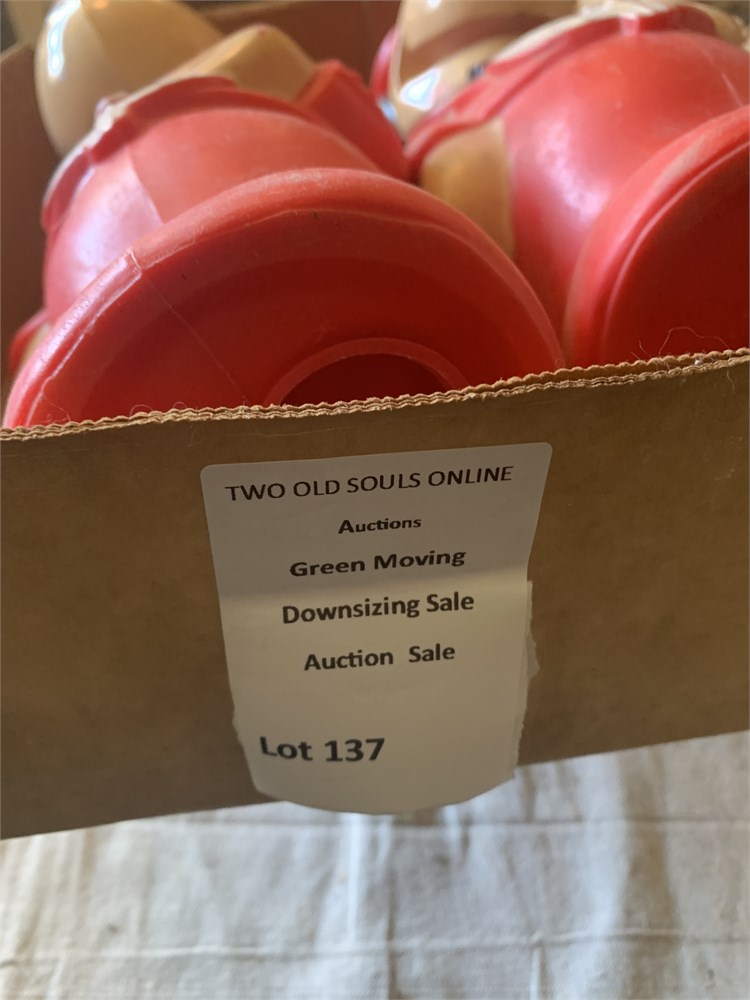 TWO OLD SOULS ONLINE
Auctions
Green Moving
Downsizing Sale
Auction Sale
Lot 137